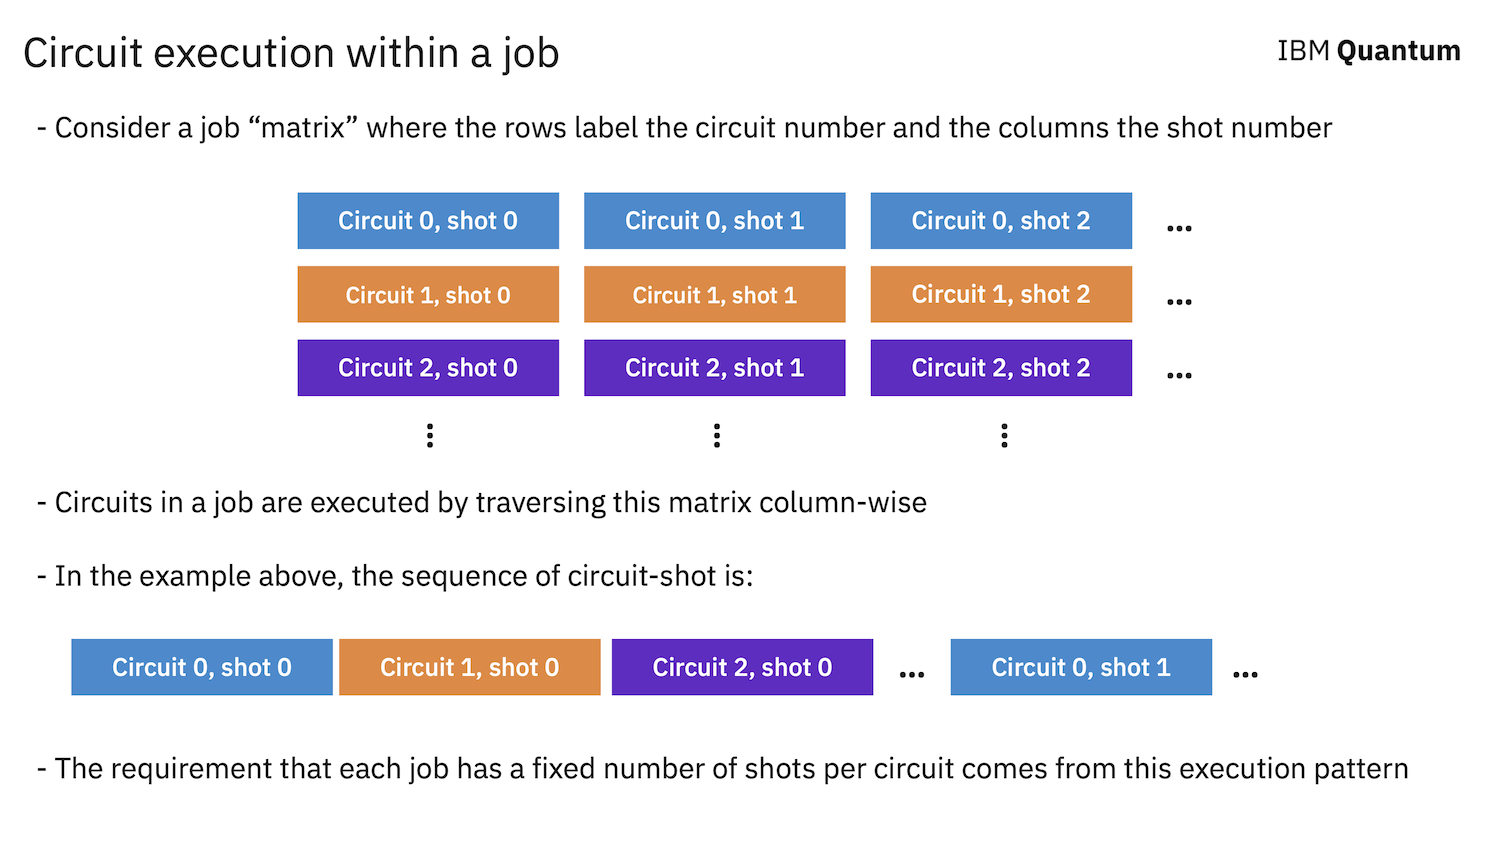 Circuit execution within a job
IBM Quantum
- Consider a job “matrix” where the rows label the circuit number and the columns the shot number
Circuit 0, shot 0 Circuit 0, shot 1 Circuit 0, shot 2 ...
Circuit 1, shot 0 Circuit 1, shot 1 Circuit 1, shot 2 ...
Circuit 2, shot 0 Circuit 2, shot 1 Circuit 2, shot 2 ...
⋮ ⋮ ⋮
- Circuits in a job are executed by traversing this matrix column-wise
- In the example above, the sequence of circuit-shot is:
Circuit 0, shot 0 Circuit 1, shot 0 Circuit 2, shot 0 ... Circuit 0, shot 1 ...
- The requirement that each job has a fixed number of shots per circuit comes from this execution pattern